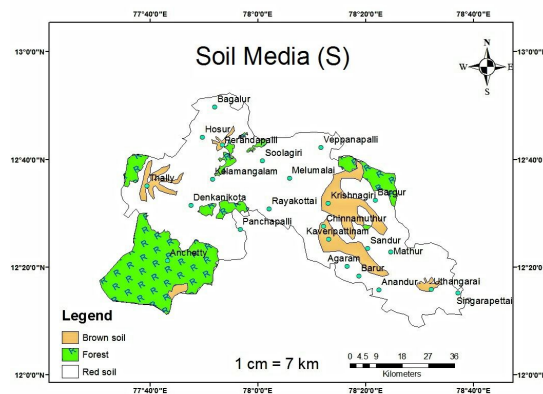 77°40'0"E 78°0'0"E 78°20'0"E 78°40'0"E
13°0'0"N 13°0'0"N
Soil Media (S)
N
W E
S
Bagalur
Hosur
Berandapalli
Veppanapalli
Soolagiri
12°40'0"N 12°40'0"N
Thally
Kelamangalam
Melumalai
Denkanikota
Rayakottai
Krishnagiri
Bargur
Panchapalli
Chinnamuthur
Kaveripattinam
Anchetty
Sandur
Mathur
Agaram
Barur
12°20'0"N 12°20'0"N
Anandur
Uthangarai
Singarapettai
Legend
Brown soil
Forest
Red soil
1 cm = 7 km
0 4.5 9 18 27 36
Kilometers
12°0'0"N 12°0'0"N
77°40'0"E 78°0'0"E 78°20'0"E 78°40'0"E